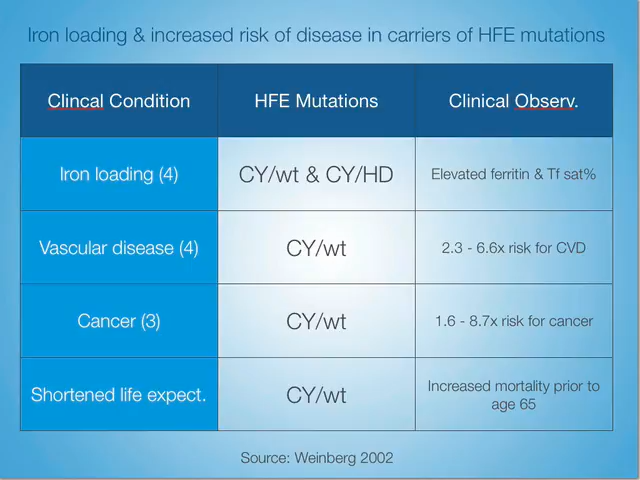 Iron loading & increased risk of disease in carriers of HFE mutations
Clincal Condition
HFE Mutations
Clinical Observ.
Iron loading (4)
CY/wt & CY/HD
Elevated ferritin & Tf sat%
Vascular disease (4)
CY/wt
2.3 - 6.6x risk for CVD
Cancer (3)
CY/wt
1.6 - 8.7x risk for cancer
Shortened life expect.
CY/wt
Increased mortality prior to
age 65
Source: Weinberg 2002